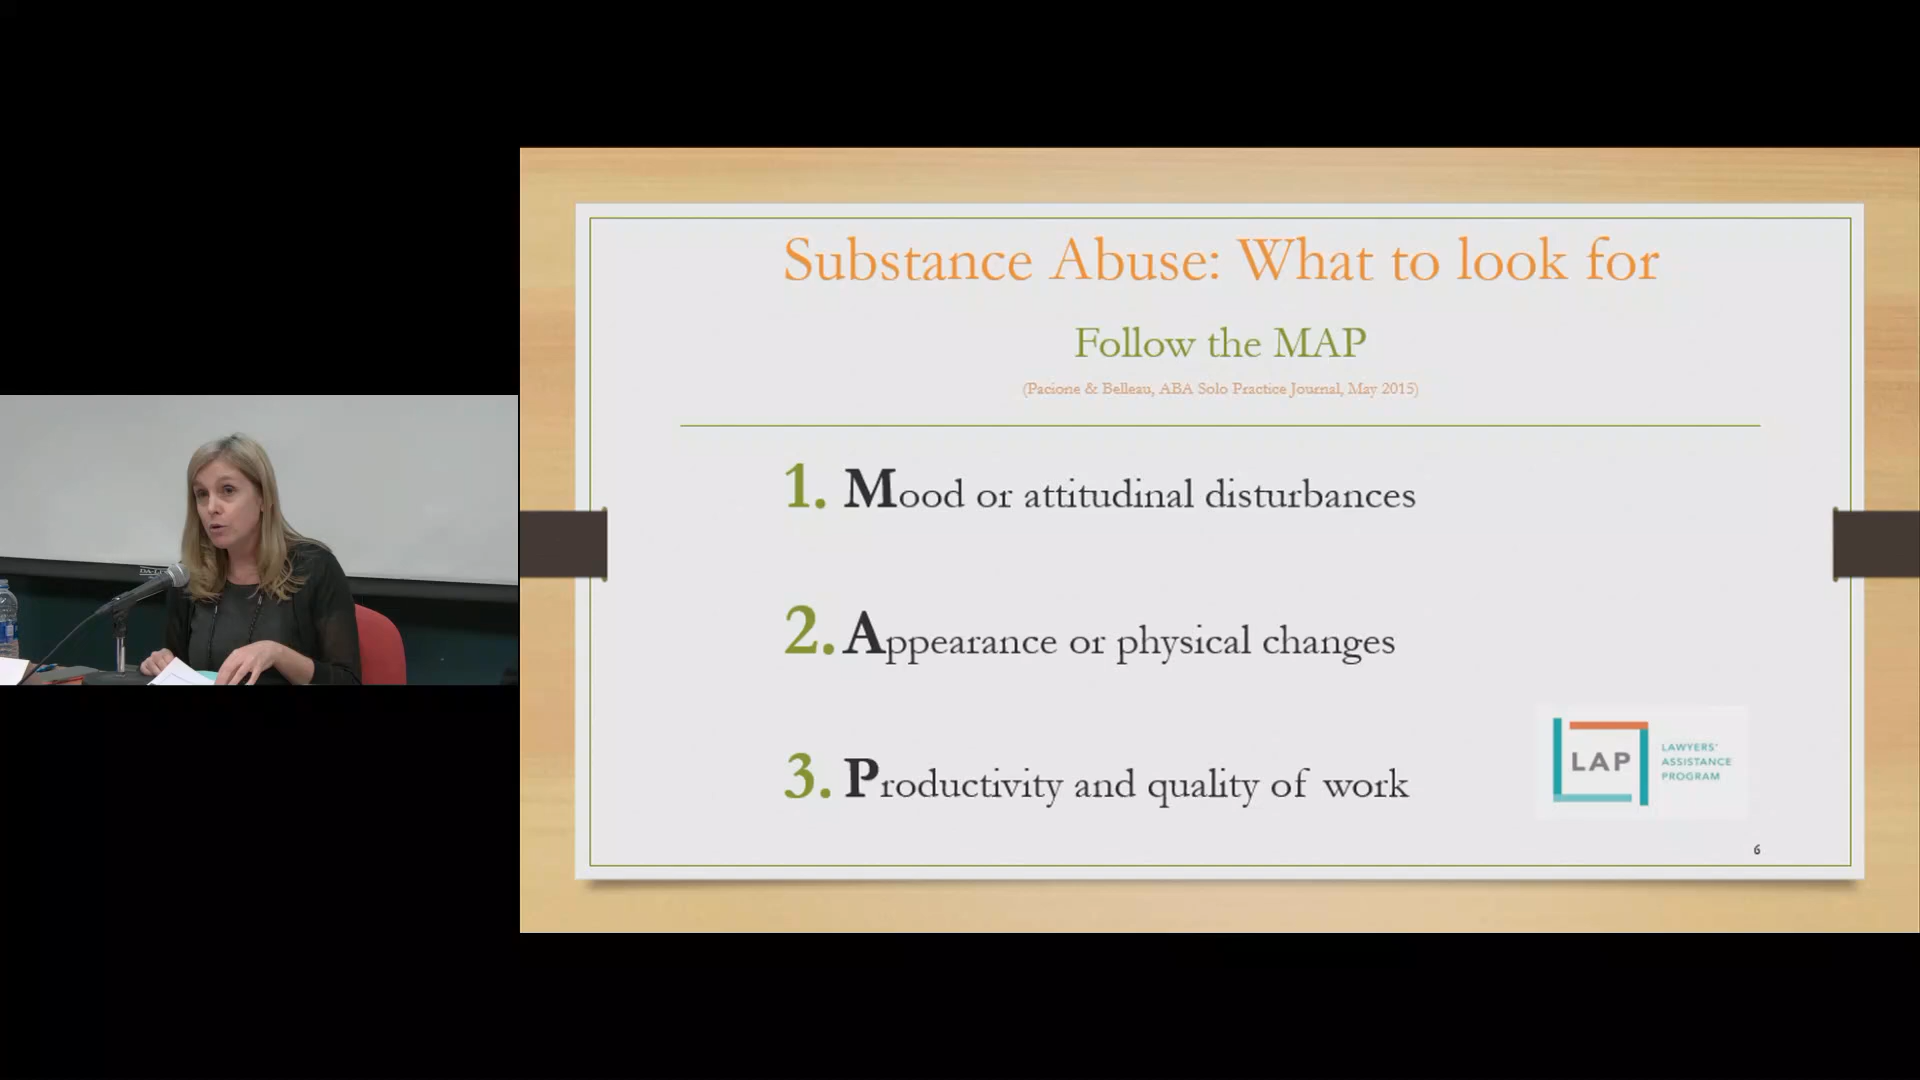 Substance Abuse: What to look for
Follow the MAP
(Pacione & Belleau, ABA Solo Practice Journal, May 2015)
1. Mood or attitudinal disturbances
2. Appearance or physical changes
3. Productivity and quality of work
LAP
LAWYERS'
ASSISTANCE
PROGRAM
6